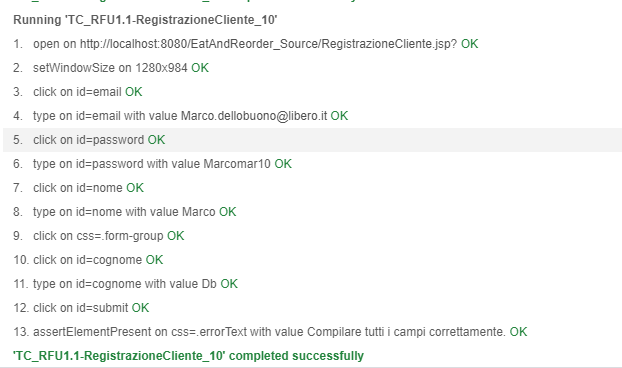 Running 'TC_RFU1.1-RegistrazioneCliente_10'
1. open on http://localhost:8080/EatAndReorder_Source/RegistrazioneCliente.jsp? OK
2. setWindowSize on 1280x984 OK
3. click on id=email OK
4. type on id=email with value Marco.dellobuono@libero.it OK
5. click on id=password OK
6. type on id=password with value Marcomar10 OK
7. click on id=nome OK
8. type on id=nome with value Marco OK
9. click on css=.form-group OK
10. click on id=cognome OK
11. type on id=cognome with value Db OK
12. click on id=submit OK
13. assertElementPresent on css=.errorText with value Compilare tutti i campi correttamente. OK
'TC_RFU1.1-RegistrazioneCliente_10' completed successfully